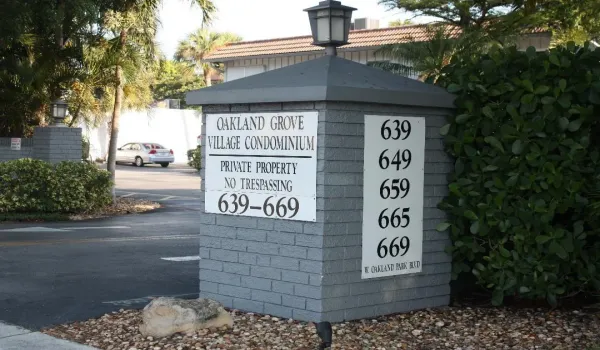 OAKLAND GROVE
VILLAGE CONDOMINIUM
PRIVATE PROPERTY
NO TRESPASSING
639–669
639
649
659
665
669
W. OAKLAND PARK BLVD